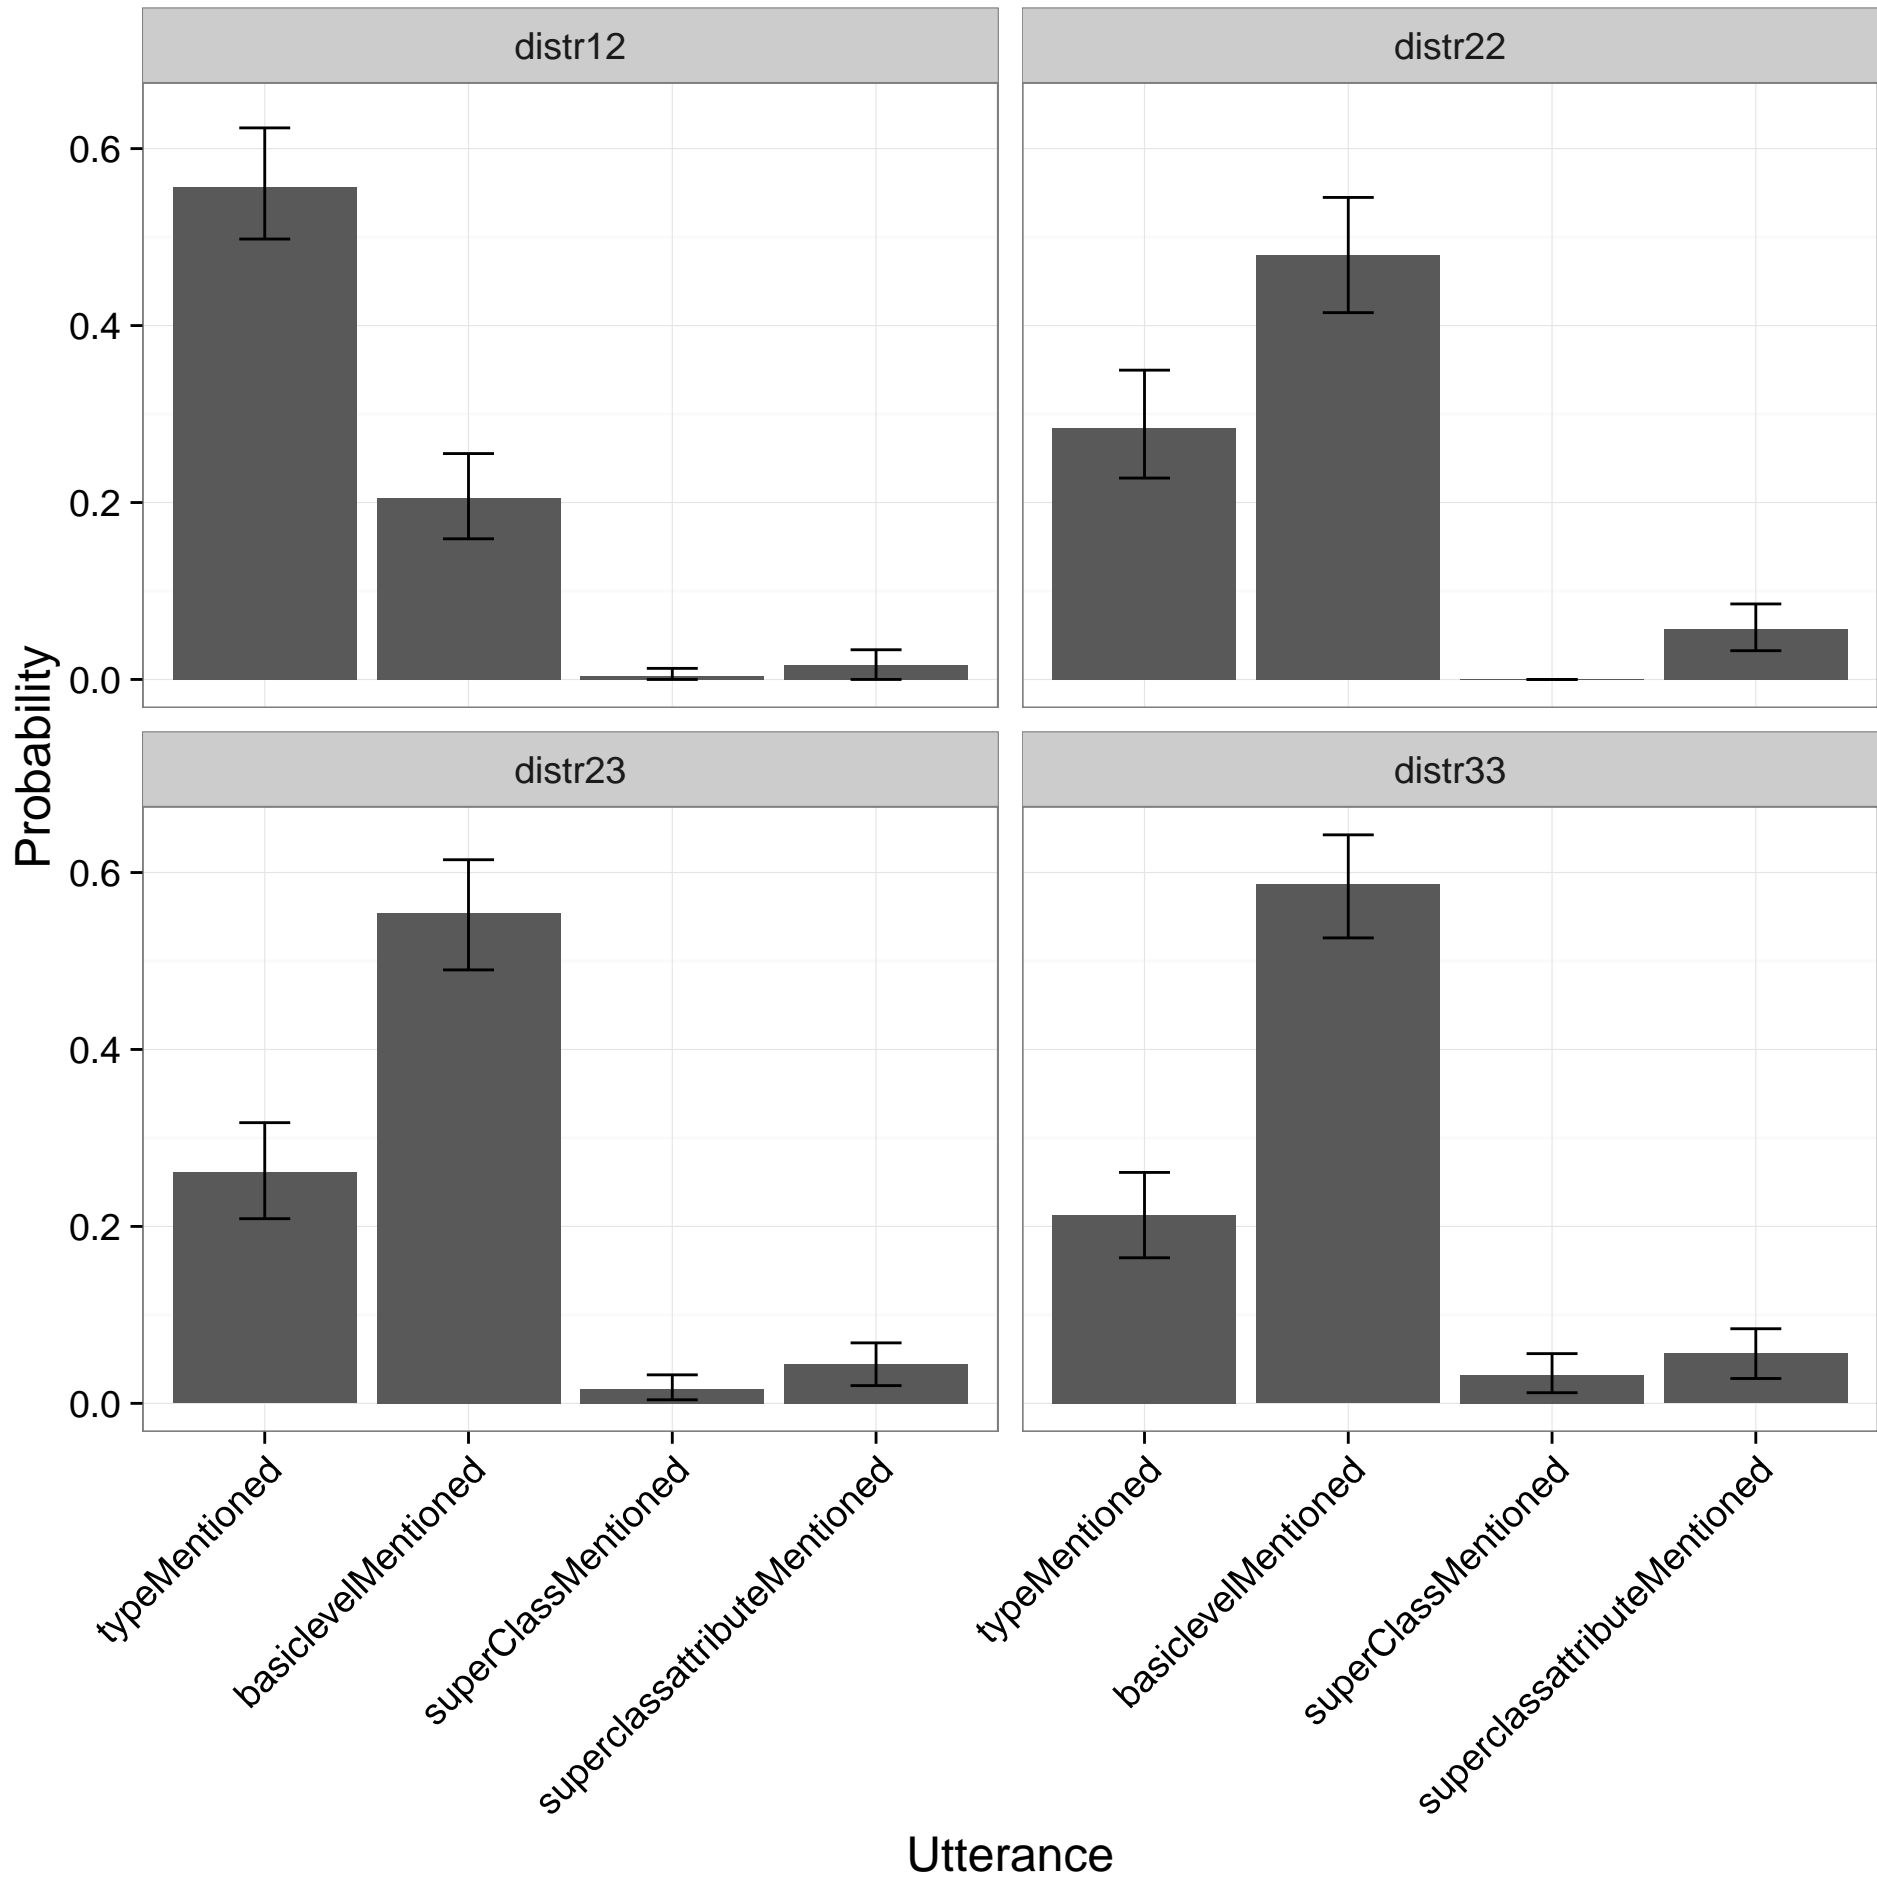 distr12
distr22
0.6
0.4
0.2
0.0
distr23
distr33
0.6
0.4
0.2
0.0
Probability
typeMentioned
basiclevelMentioned
superClassMentioned
superclassattributeMentioned
typeMentioned
basiclevelMentioned
superClassMentioned
superclassattributeMentioned
Utterance